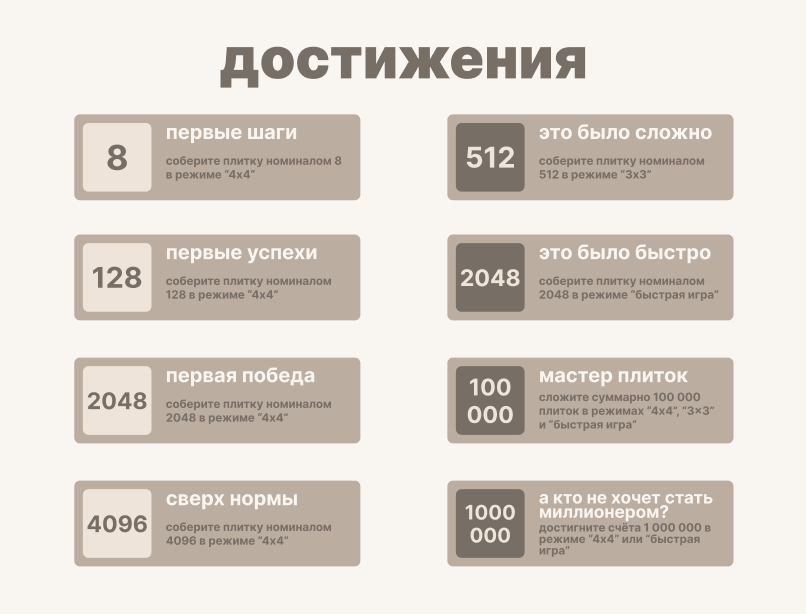 достижения
8
первые шаги
соберите плитку номиналом 8
в режиме “4x4”
512
это было сложно
соберите плитку номиналом
512 в режиме “3x3”
128
первые успехи
соберите плитку номиналом
128 в режиме “4x4”
2048
это было быстро
соберите плитку номиналом
2048 в режиме “быстрая игра”
2048
первая победа
соберите плитку номиналом
2048 в режиме “4x4”
100
000
мастер плиток
сложите суммарно 100 000
плиток в режимах “4x4”, “3×3”
и “быстрая игра”
4096
сверх нормы
соберите плитку номиналом
4096 в режиме “4x4”
1000
000
а кто не хочет стать
миллионером?
достигните счёта 1 000 000 в
режиме “4x4” или “быстрая
игра”